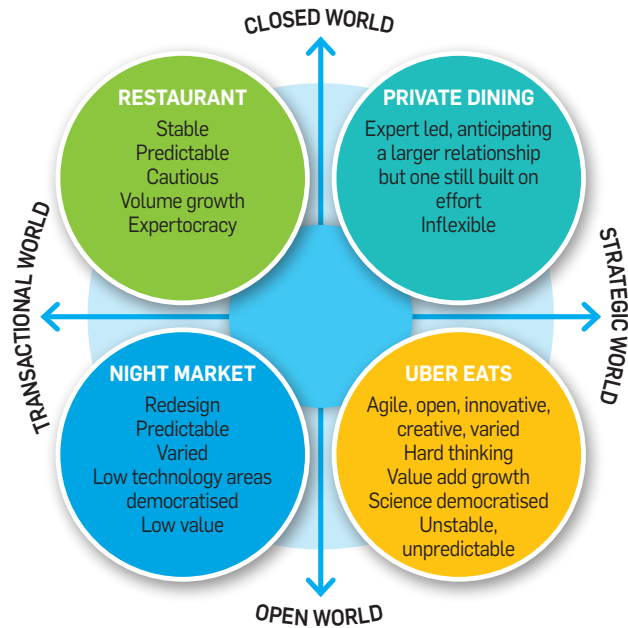 CLOSED WORLD
RESTAURANT
Stable
Predictable
Cautious
Volume growth
Expertocracy
PRIVATE DINING
Expert led, anticipating
a larger relationship
but one still built on
effort
Inflexible
TRANSACTIONAL WORLD
STRATEGIC WORLD
NIGHT MARKET
Redesign
Predictable
Varied
Low technology areas
democratised
Low value
UBER EATS
Agile, open, innovative,
creative, varied
Hard thinking
Value add growth
Science democratised
Unstable,
unpredictable
OPEN WORLD